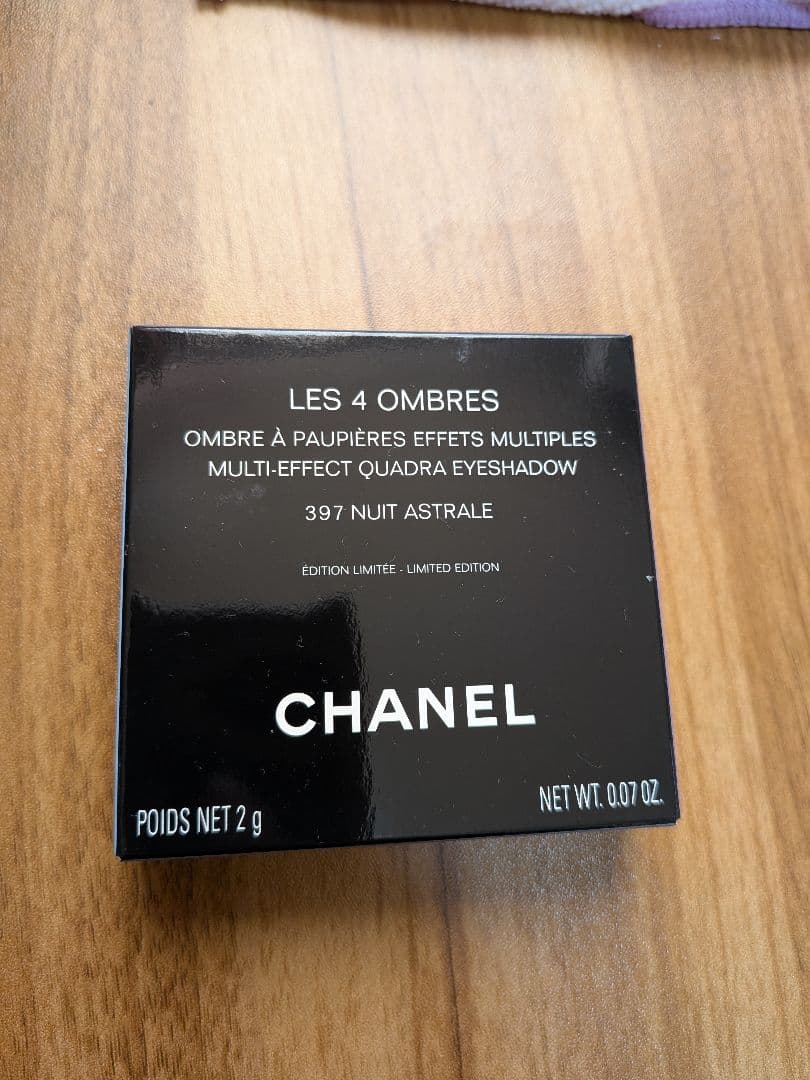 LES 4 OMBRES
OMBRE À PAUPIÈRES EFFETS MULTIPLES
MULTI-EFFECT QUADRA EYESHADOW
397 NUIT ASTRALE
ÉDITION LIMITÉE - LIMITED EDITION
CHANEL
POIDS NET 2 g
NET WT. 0.07 OZ.